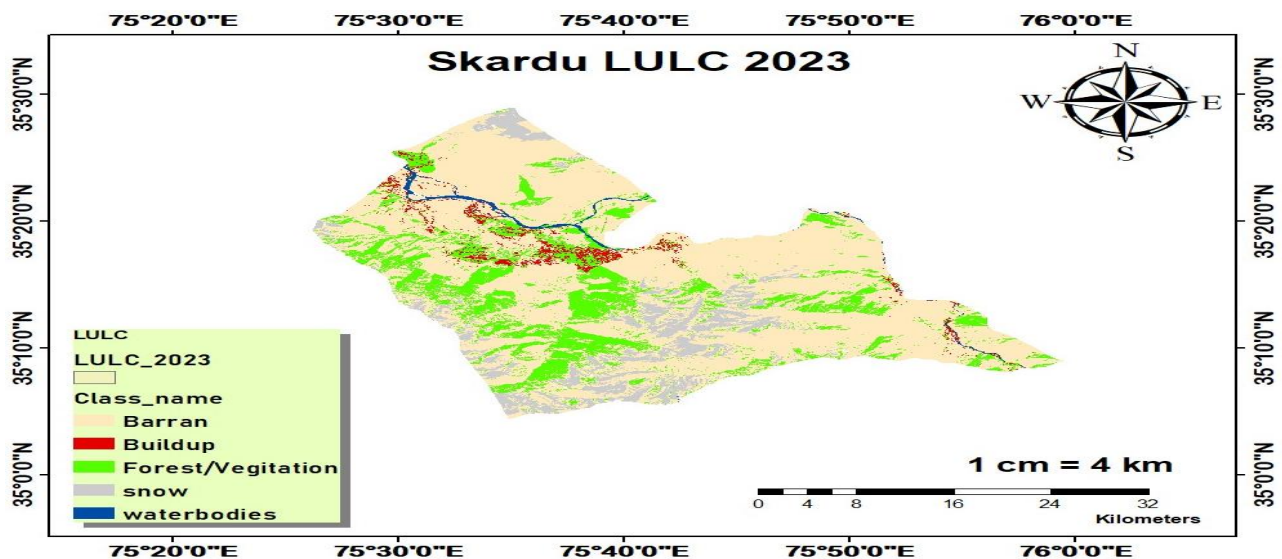 75°20'0"E 75°30'0"E 75°40'0"E 75°50'0"E 76°0'0"E
Skardu LULC 2023
N
W E
S
35°30'0"N 35°30'0"N
35°20'0"N 35°20'0"N
35°10'0"N 35°10'0"N
35°0'0"N 35°0'0"N
LULC
LULC_2023
Class_name
Barran
Buildup
Forest/Vegitation
snow
waterbodies
1 cm = 4 km
0 2 4 8 16 24 32
Kilometers
75°20'0"E 75°30'0"E 75°40'0"E 75°50'0"E 76°0'0"E